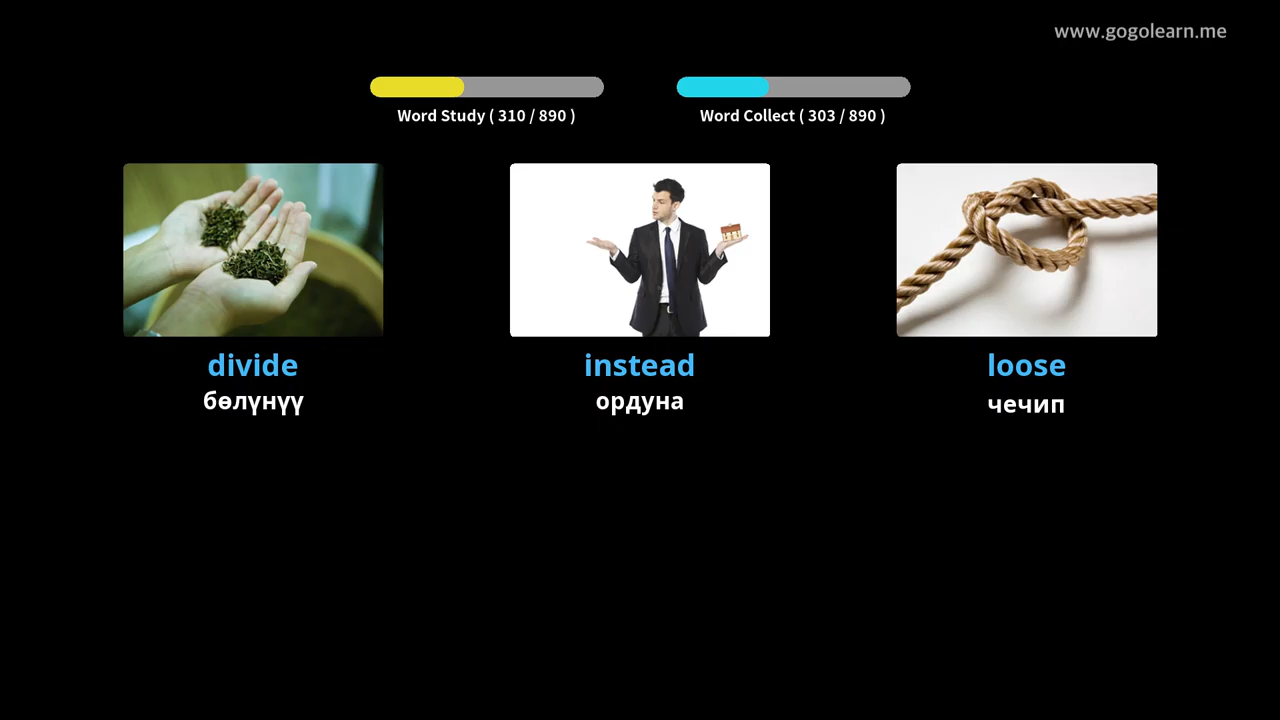 www.gogolearn.me
Word Study ( 310 / 890 )
Word Collect ( 303 / 890 )
divide
бөлүнүү
instead
ордуна
loose
чечип